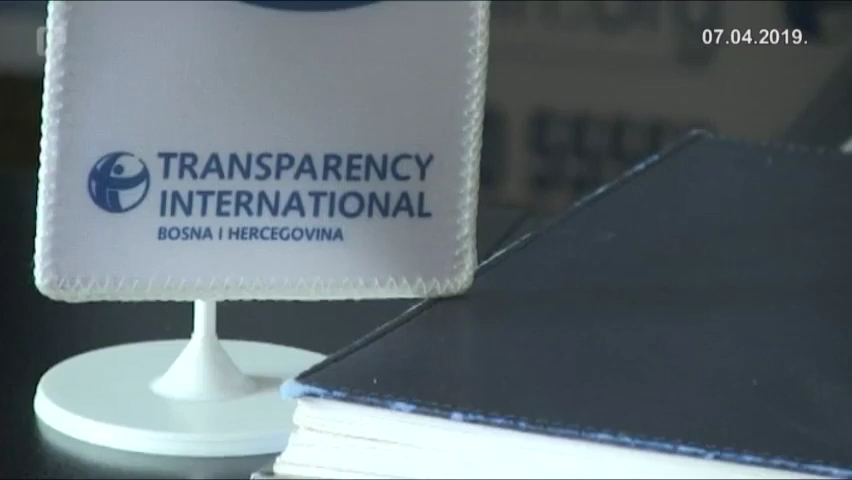 07.04.2019.
TRANSPARENCY
INTERNATIONAL
BOSNA I HERCEGOVINA